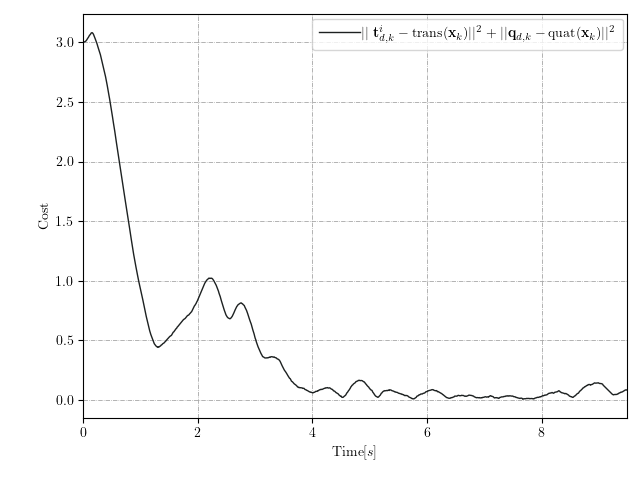 || t^i_{d,k} − trans(x_k)||^2 + ||q_{d,k} − quat(x_k)||^2
3.0
2.5
2.0
1.5
1.0
0.5
0.0
Cost
0 2 4 6 8
Time[s]